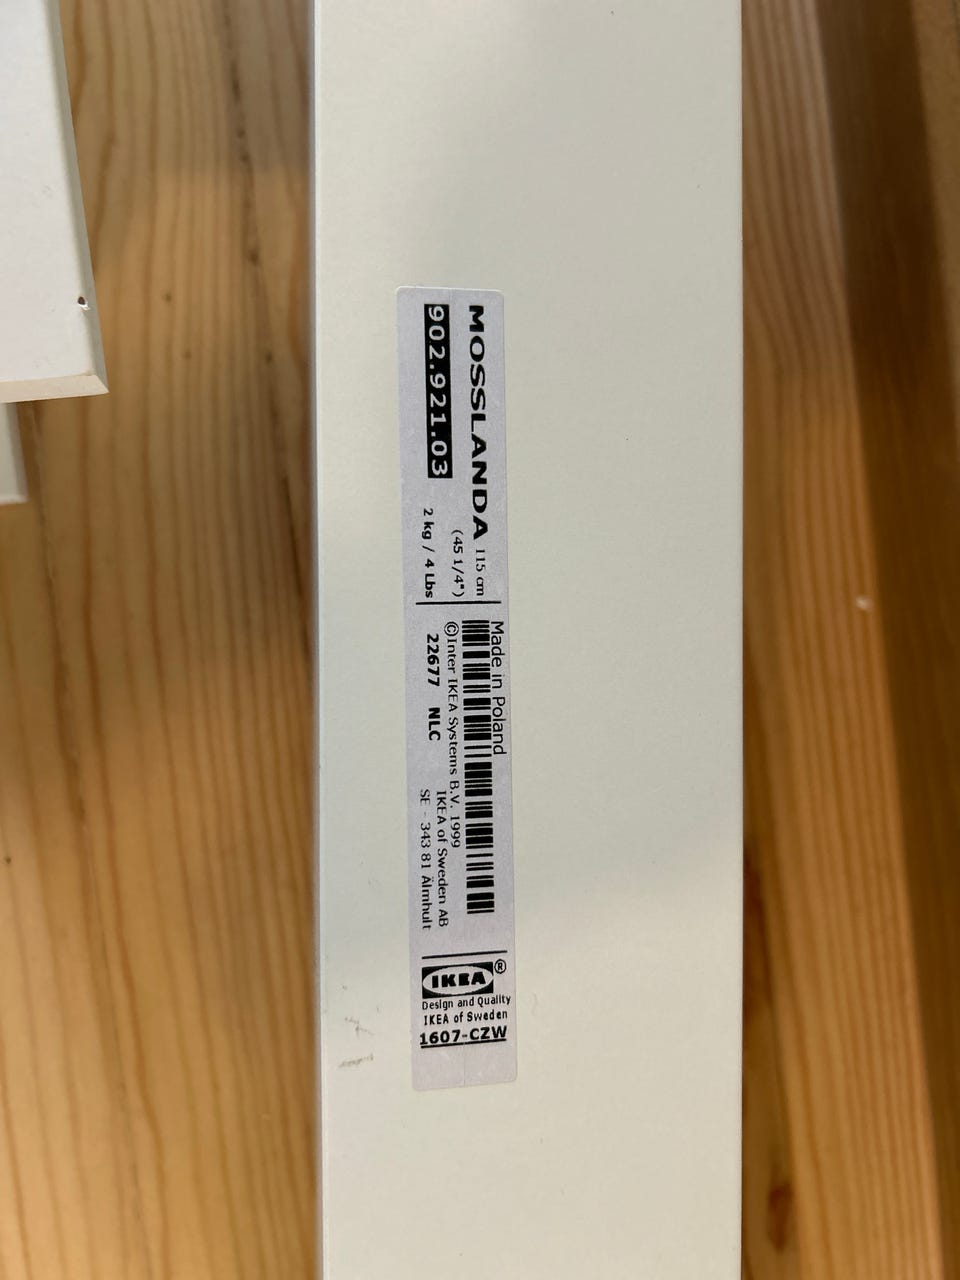 MOSSLANDA 115 cm
(45 1/4")
902.921.03
2 kg / 4 Lbs
Made in Poland
©Inter IKEA Systems B.V. 1999
22677 NLC
IKEA of Sweden AB
SE - 343 81 Älmhult
IKEA®
Design and Quality
IKEA of Sweden
1607-CZW